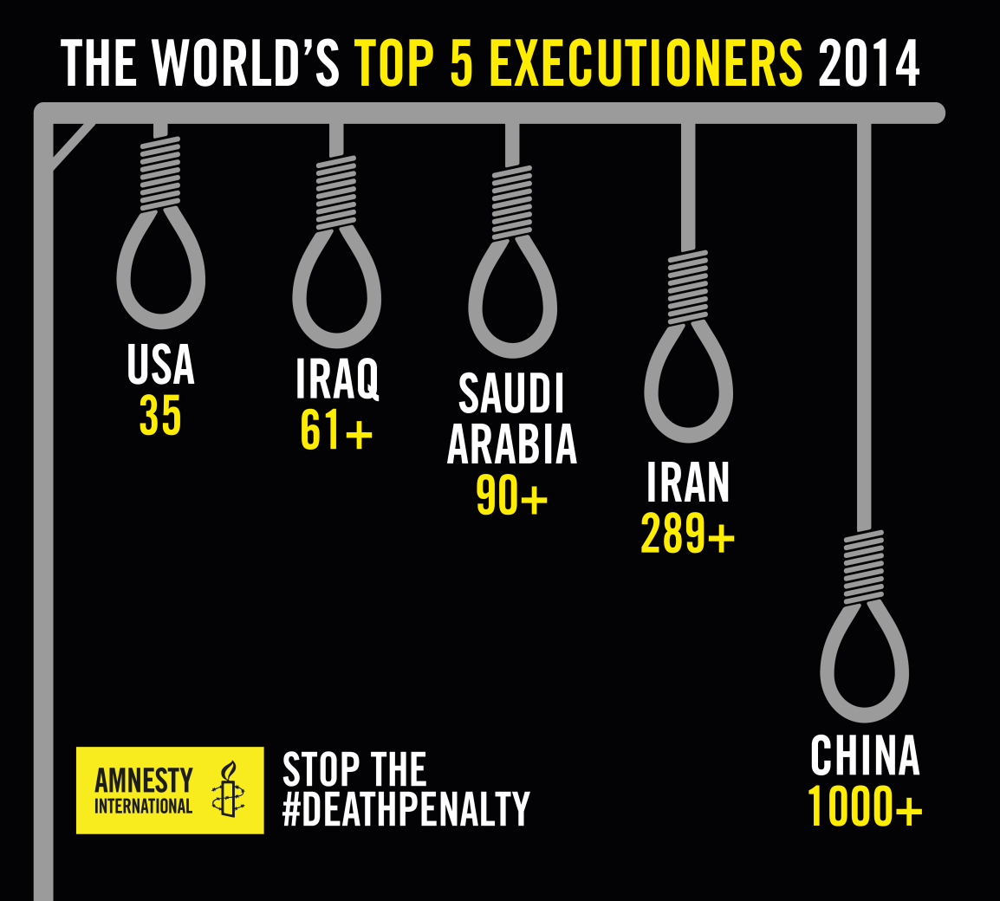 THE WORLD'S TOP 5 EXECUTIONERS 2014
USA
35
IRAQ
61+
SAUDI
ARABIA
90+
IRAN
289+
CHINA
1000+
AMNESTY
INTERNATIONAL
STOP THE
#DEATHPENALTY